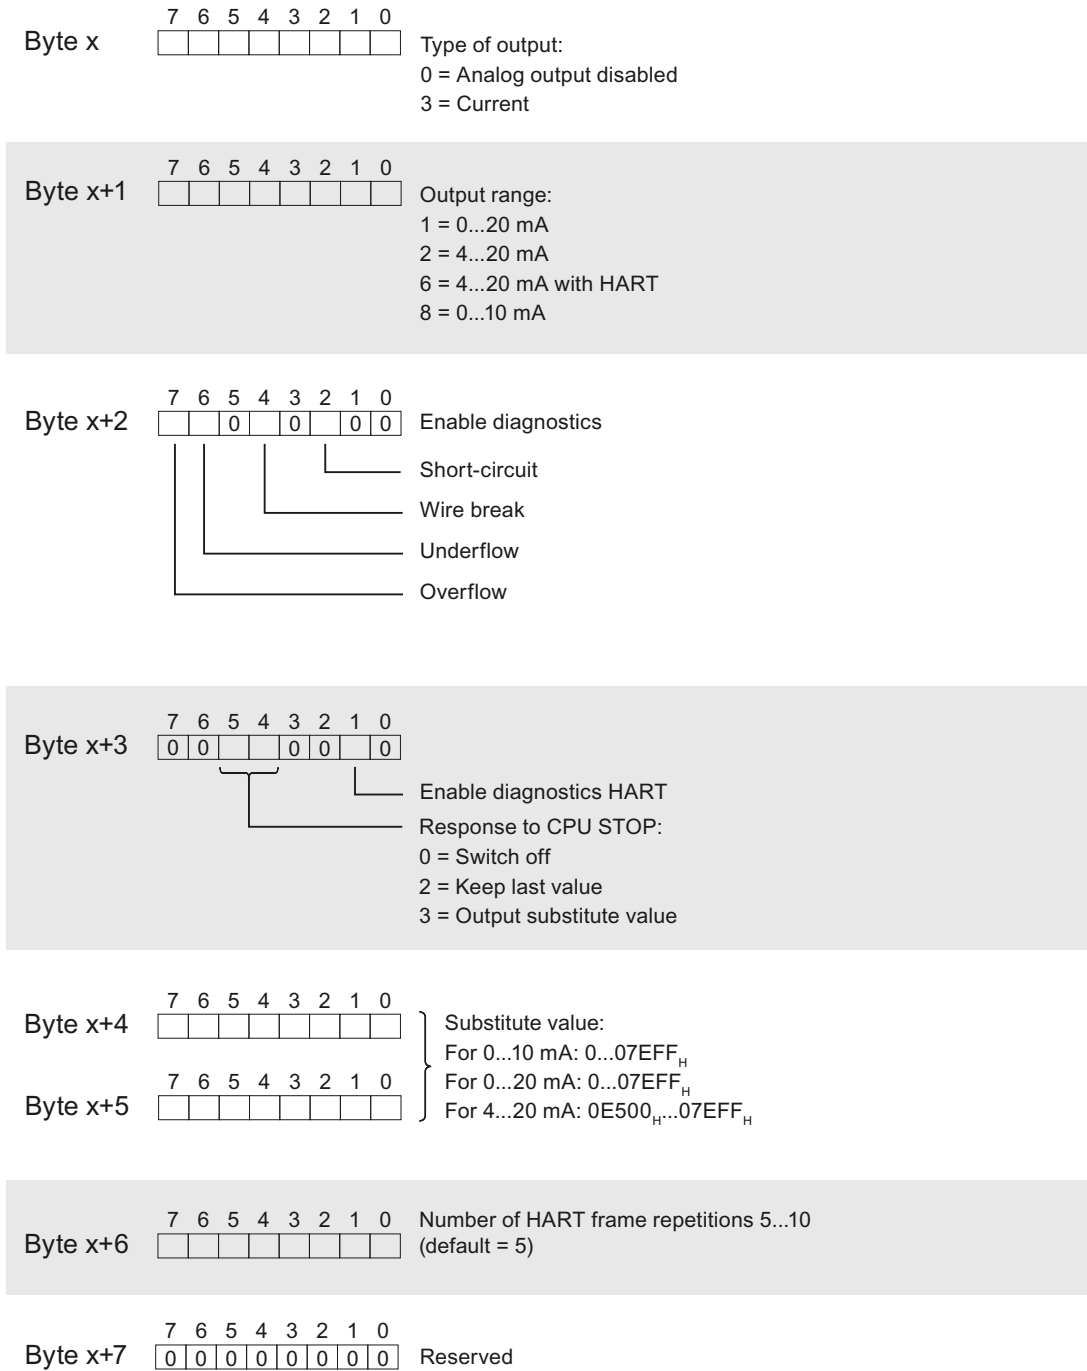 7 6 5 4 3 2 1 0
Byte x
Type of output:
0 = Analog output disabled
3 = Current
7 6 5 4 3 2 1 0
Byte x+1
Output range:
1 = 0...20 mA
2 = 4...20 mA
6 = 4...20 mA with HART
8 = 0...10 mA
7 6 5 4 3 2 1 0
Byte x+2 0 0 0 0 Enable diagnostics
Short-circuit
Wire break
Underflow
Overflow
7 6 5 4 3 2 1 0
Byte x+3 0 0 0 0 0
Enable diagnostics HART
Response to CPU STOP:
0 = Switch off
2 = Keep last value
3 = Output substitute value
7 6 5 4 3 2 1 0
Byte x+4
7 6 5 4 3 2 1 0
Byte x+5
Substitute value:
For 0...10 mA: 0...07EFFH
For 0...20 mA: 0...07EFFH
For 4...20 mA: 0E500H...07EFFH
7 6 5 4 3 2 1 0
Byte x+6
Number of HART frame repetitions 5...10
(default = 5)
7 6 5 4 3 2 1 0
Byte x+7 0 0 0 0 0 0 0 0 Reserved